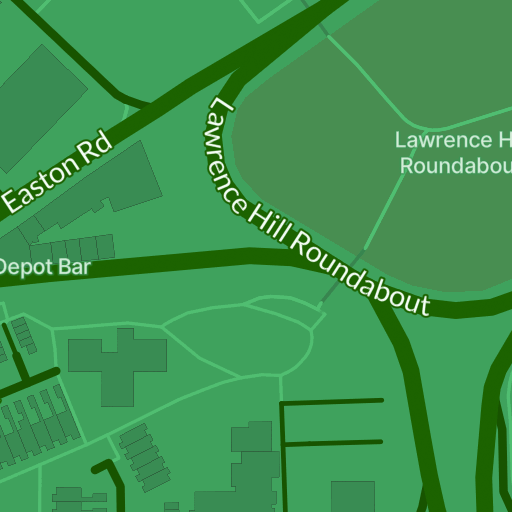 Lawrence H
Roundabou
Easton Rd
Lawrence Hill Roundabout
Depot Bar